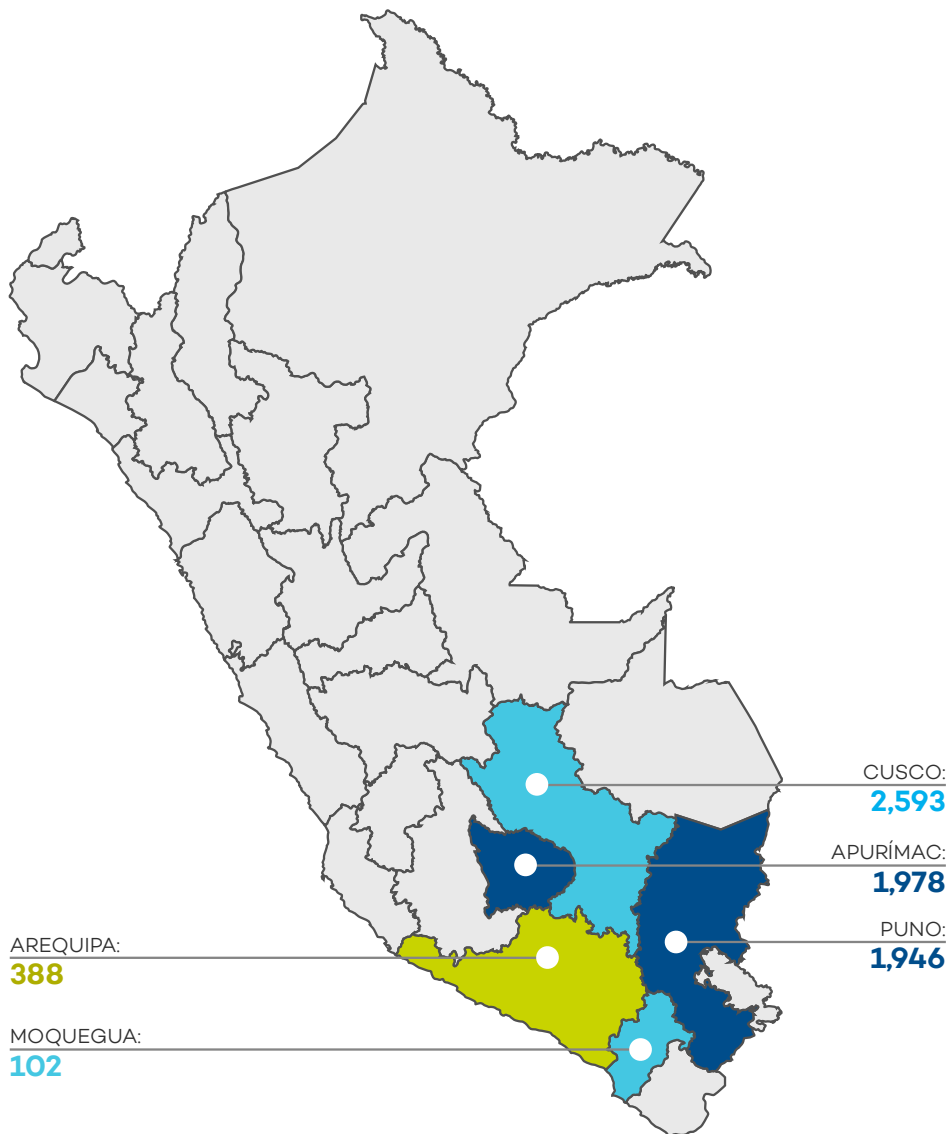 CUSCO:
2,593
APURÍMAC:
1,978
PUNO:
1,946
AREQUIPA:
388
MOQUEGUA:
102